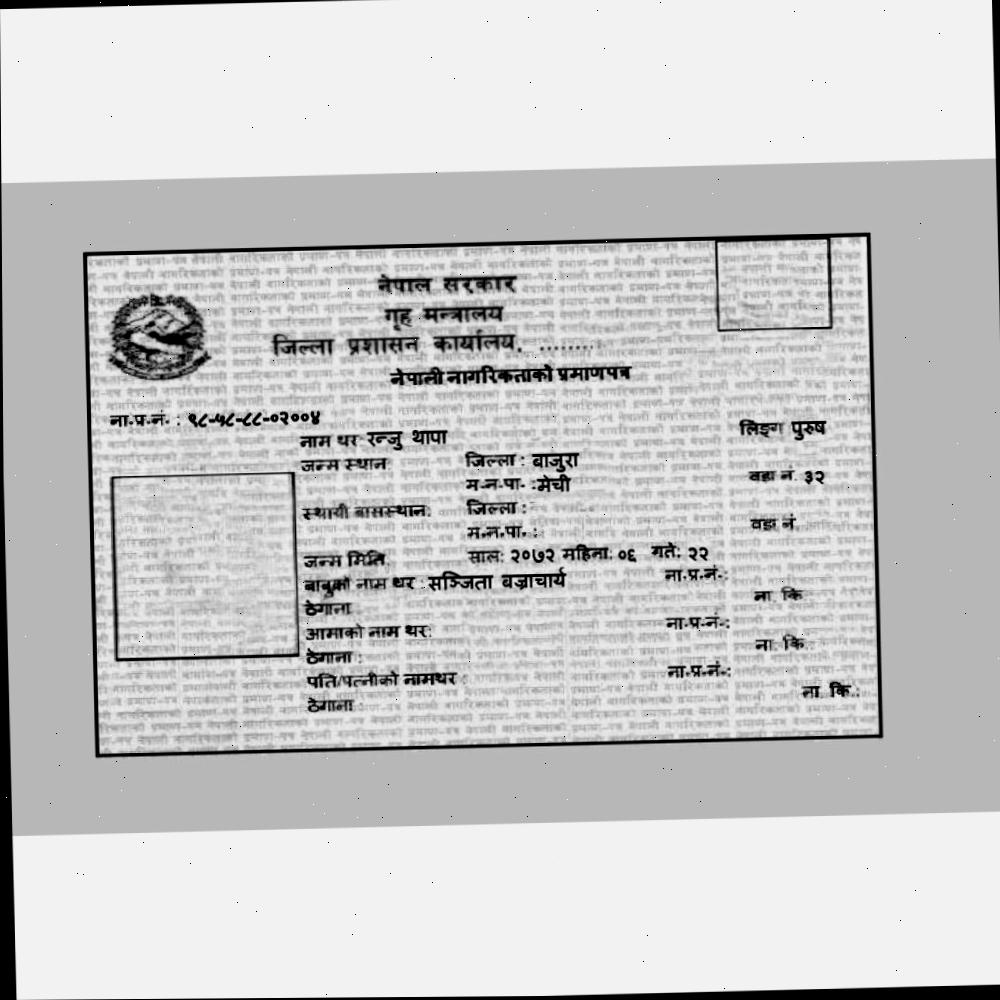 नेपाल सरकार
गृह मन्त्रालय
जिल्ला प्रशासन कार्यालय, .........
नेपाली नागरिकताको प्रमाणपत्र
ना.प्र.नं. : ९८-५८-८८-०२००४
लिङ्ग पुरुष
नाम थर रन्जु थापा
जन्म स्थान: जिल्ला : बाजुरा
म.न.पा. :मेची वडा नं. ३२
स्थायी बासस्थान: जिल्ला :
म.न.पा. : वडा नं.
जन्म मिति साल: २०७२ महिना: ०६ गते: २२
बाबुको नाम थर : सञ्जिता बज्राचार्य ना.प्र.नं.:
ठेगाना ना. कि.
आमाको नाम थर: ना.प्र.नं.:
ठेगाना : ना. कि.
पति/पत्नीको नामथर : ना.प्र.नं.:
ठेगाना : ना. कि.: